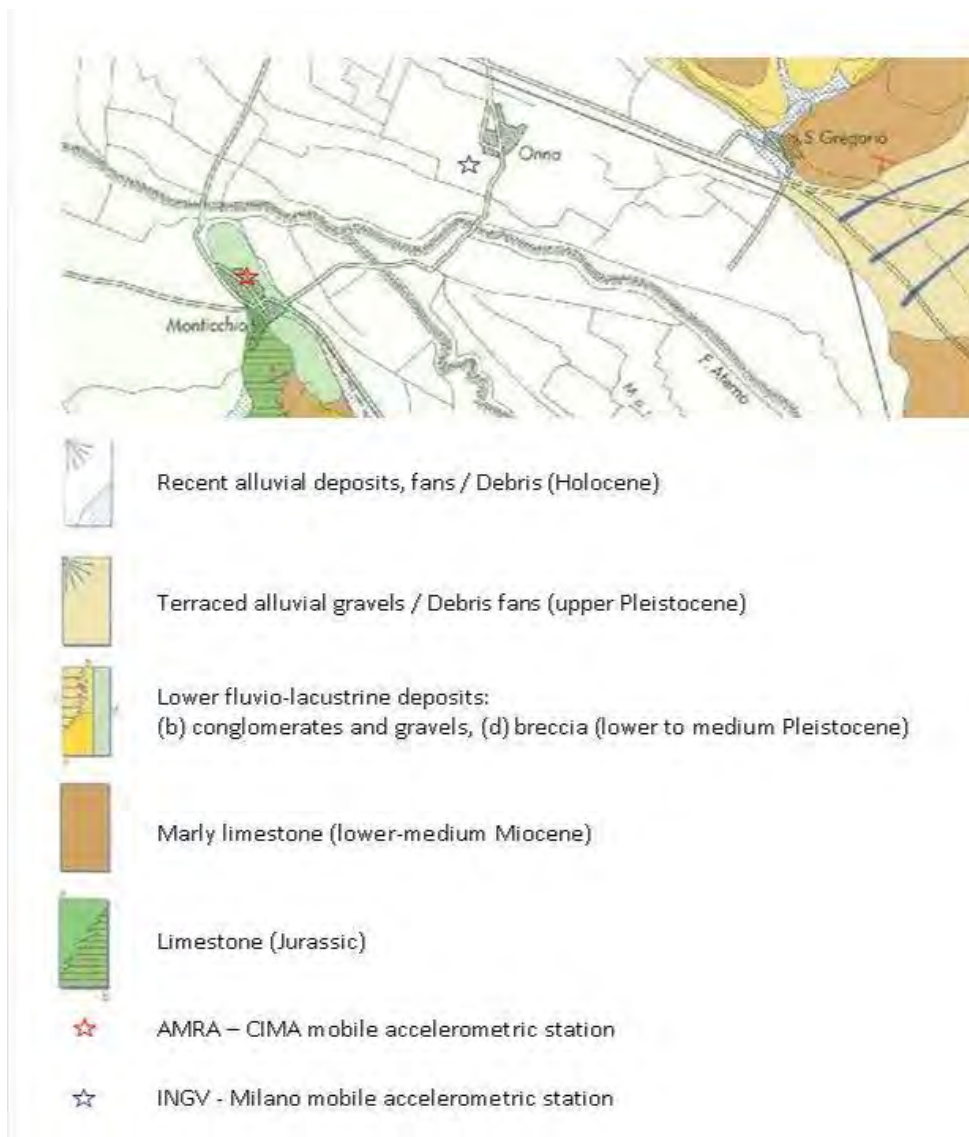 Onna
S. Gregorio
Monticchio
F. Aterno
Recent alluvial deposits, fans / Debris (Holocene)
Terraced alluvial gravels / Debris fans (upper Pleistocene)
Lower fluvio-lacustrine deposits:
(b) conglomerates and gravels, (d) breccia (lower to medium Pleistocene)
Marly limestone (lower-medium Miocene)
Limestone (Jurassic)
AMRA – CIMA mobile accelerometric station
INGV - Milano mobile accelerometric station